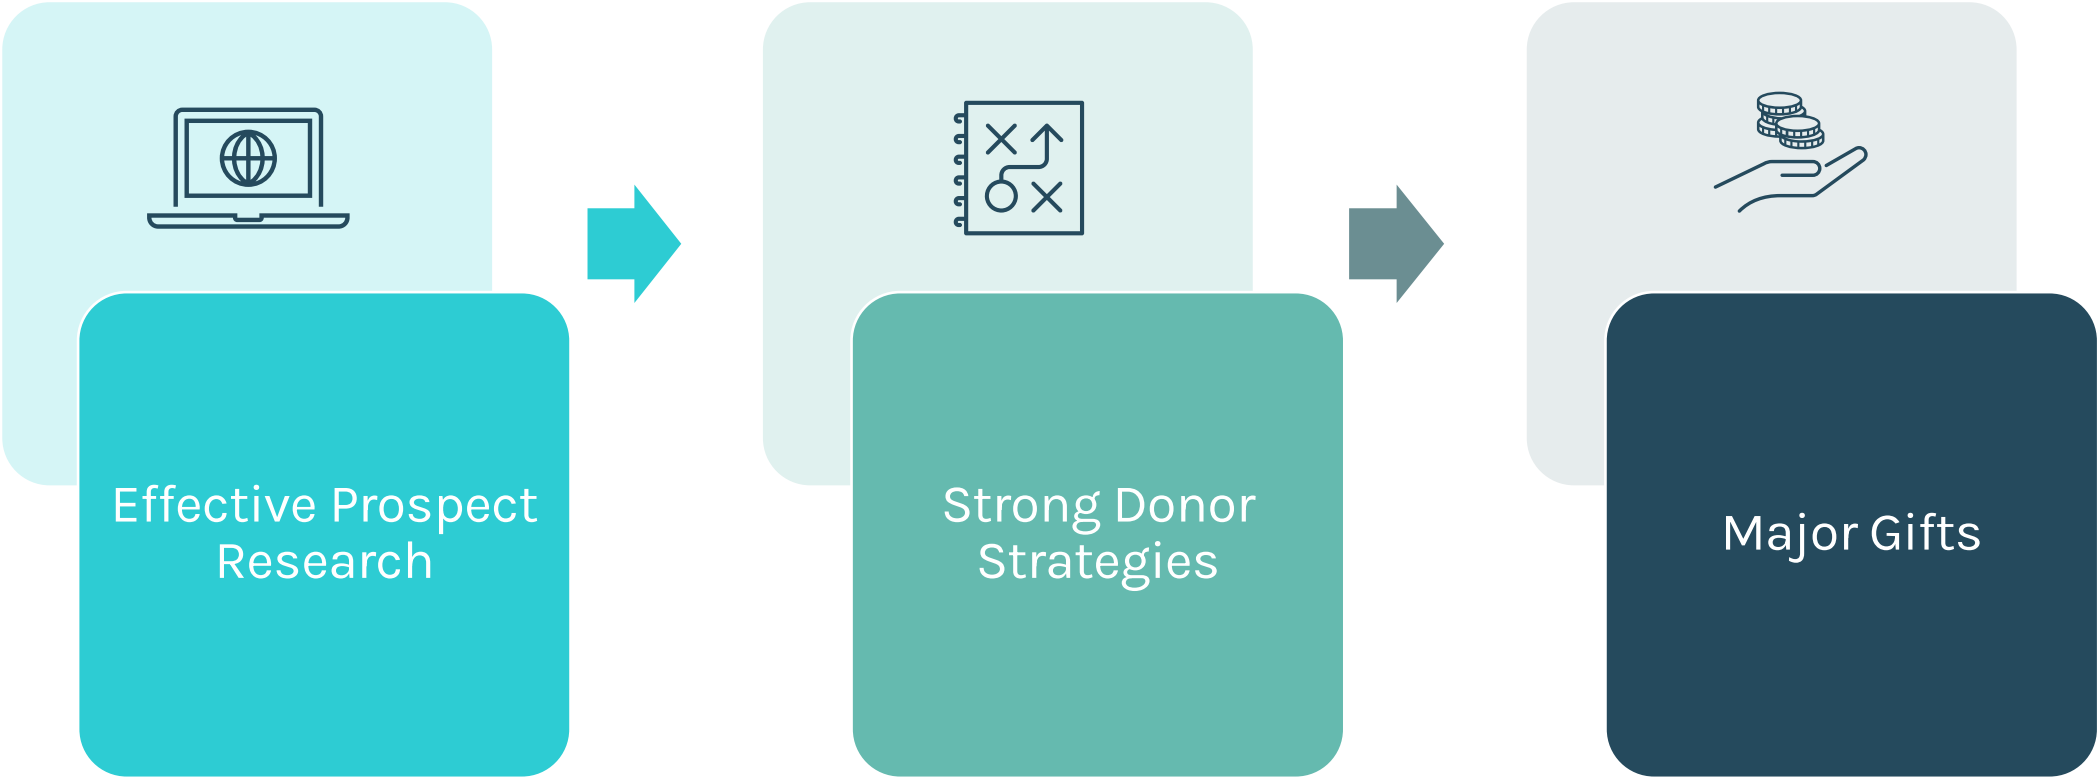 Effective Prospect
Research
Strong Donor
Strategies
Major Gifts